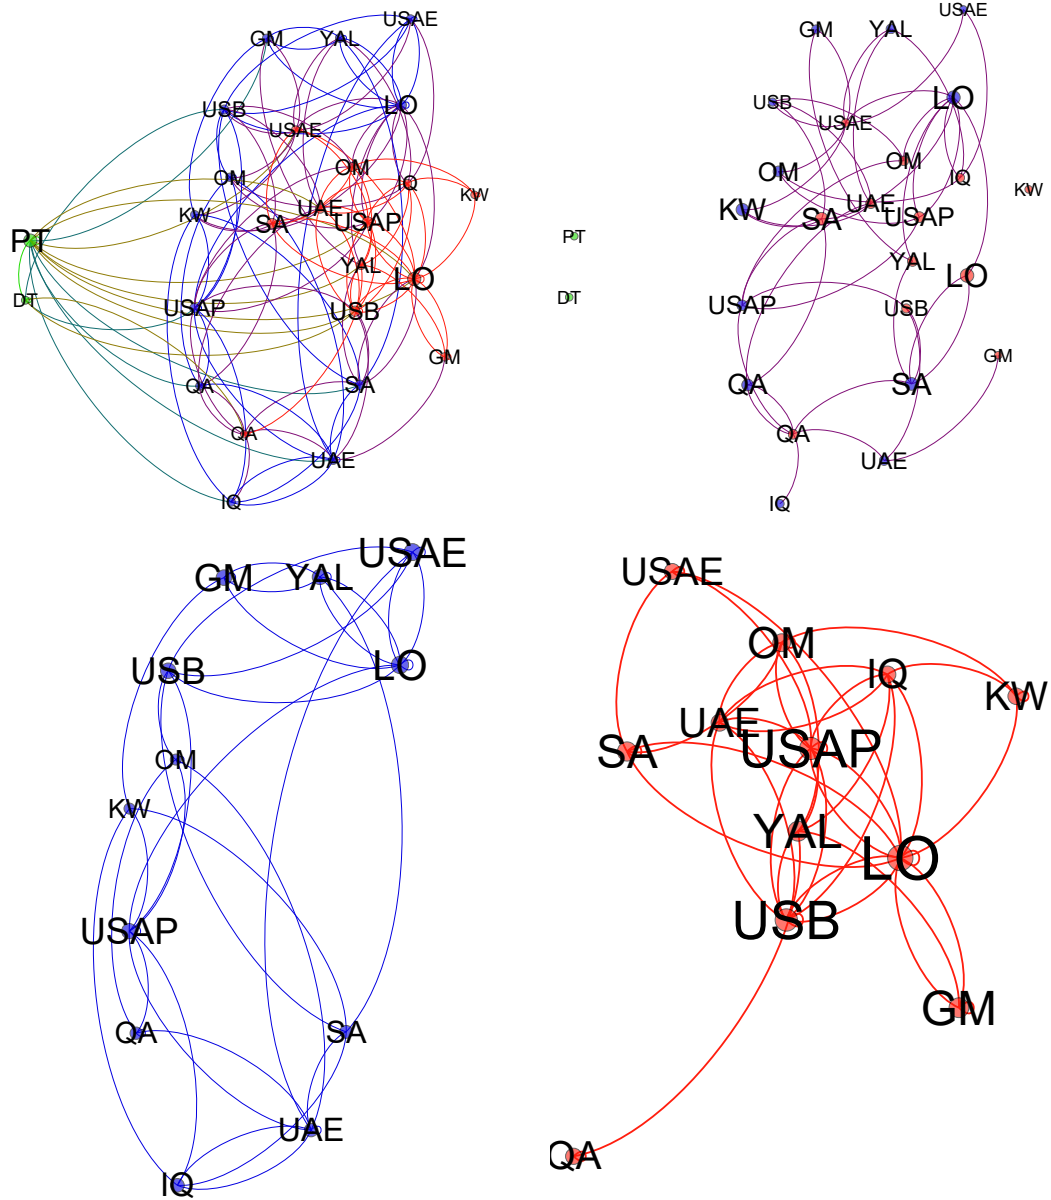 USAE
GM YAL
USB LO
USAE
OM OM IQ KW
KW SA UAE USAP
PT
YAL LO
DT USAP USB
GM
QA SA
QA
UAE
IQ
USAE
GM YAL
USB LO
USAE
OM OM IQ KW
KW SA UAE USAP
PT
YAL LO
DT USAP USB
GM
QA SA
QA
UAE
IQ
USAE
GM YAL
USB LO
OM
KW
USAP
QA SA
UAE
IQ
USAE
OM
IQ KW
UAE
SA USAP
YAL LO
USB
GM
QA